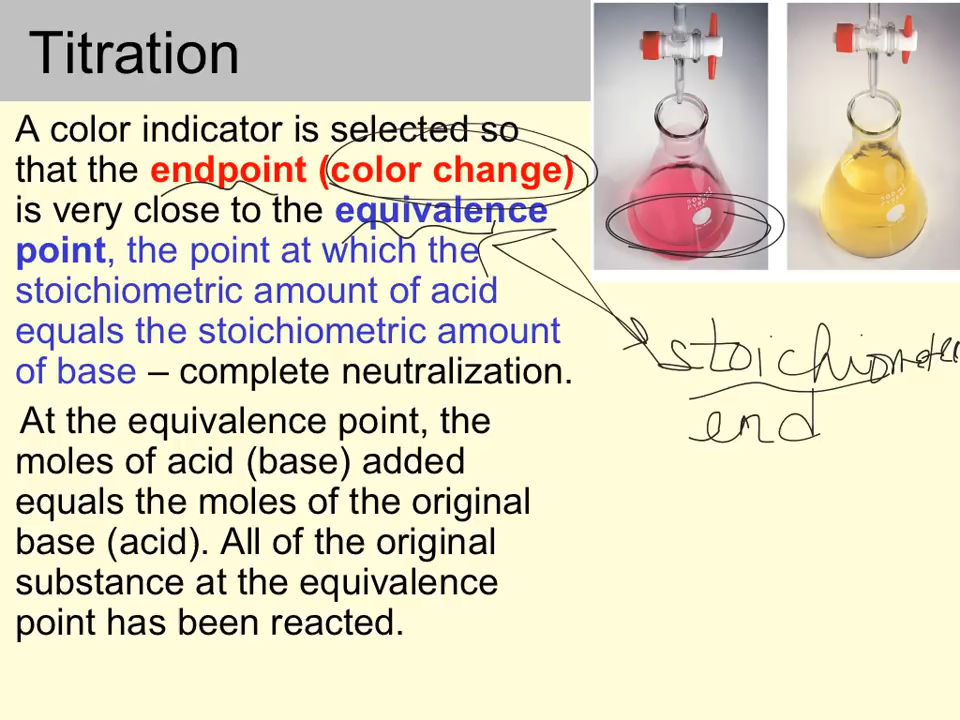 Titration
A color indicator is selected so
that the endpoint (color change)
is very close to the equivalence
point, the point at which the
stoichiometric amount of acid
equals the stoichiometric amount
of base – complete neutralization.
At the equivalence point, the
moles of acid (base) added
equals the moles of the original
base (acid). All of the original
substance at the equivalence
point has been reacted.
end